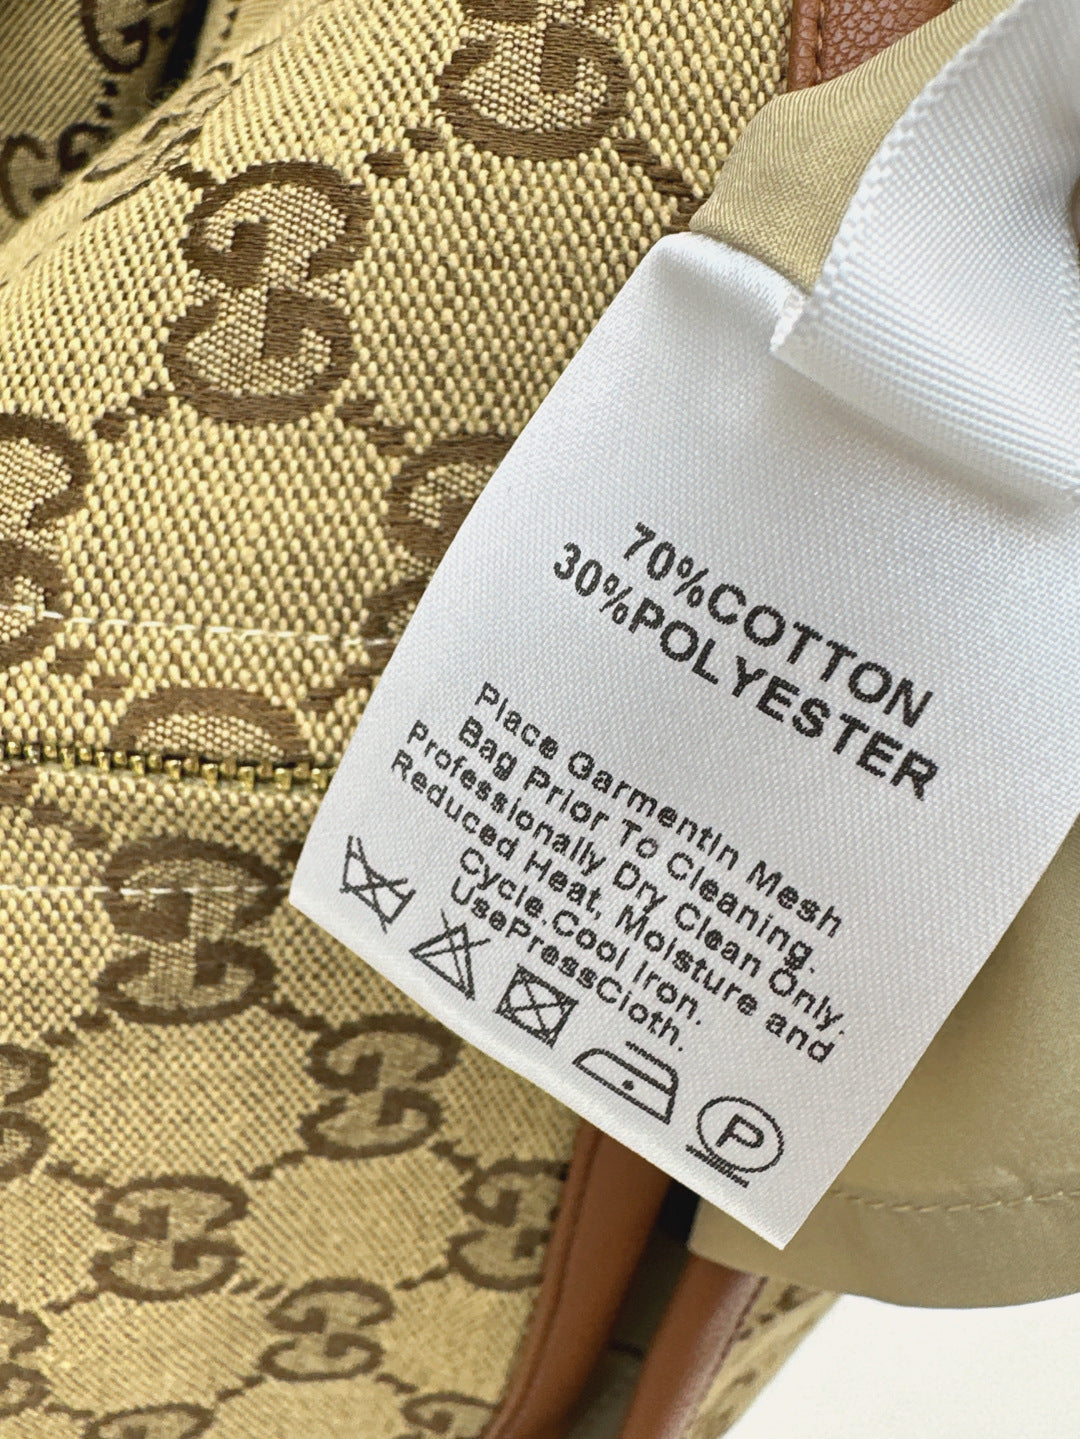 70%COTTON
30%POLYESTER
Place Garmentin Mesh
Bag Prior To Cleaning.
Professionally Dry Clean Only.
Reduced Heat, Moisture and
Cycle.Cool Iron.
UsePressCloth.
P